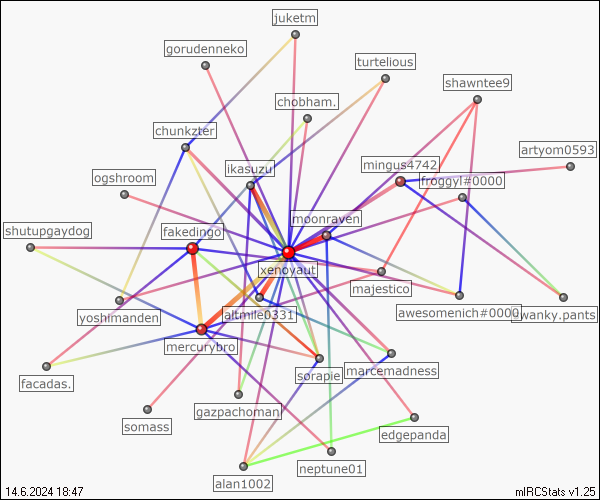 juketm
gorudenneko
turtelious
shawntee9
chobham.
chunkzter
artyom0593
mingus4742
ikasuzu
froggyl#0000
ogshroom
moonraven
shutupgaydog
fakedingo
xenoyaut
majestico
yoshimanden
altmile0331
awesomenich#0000
wanky.pants
mercurybro
marcemadness
sorapie
facadas.
gazpachoman
somass
edgepanda
neptune01
alan1002
14.6.2024 18:47
mIRCStats v1.25